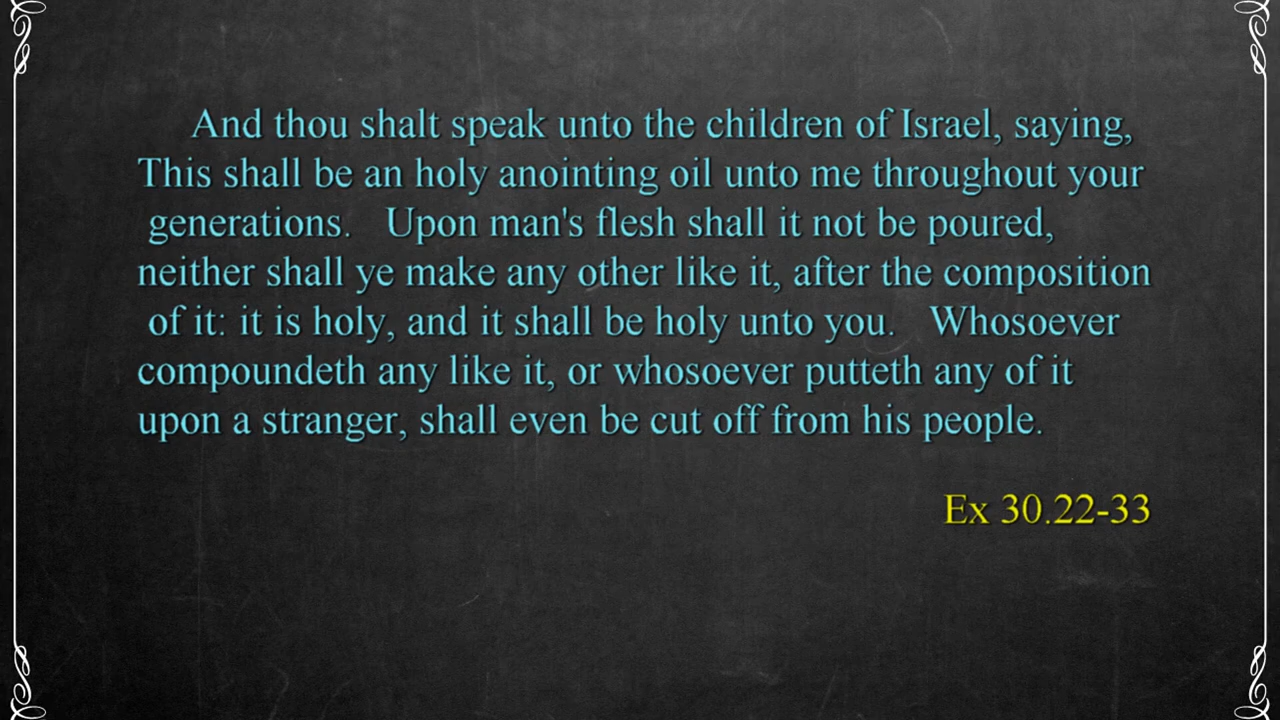 And thou shalt speak unto the children of Israel, saying,
This shall be an holy anointing oil unto me throughout your
generations. Upon man's flesh shall it not be poured,
neither shall ye make any other like it, after the composition
of it: it is holy, and it shall be holy unto you. Whosoever
compoundeth any like it, or whosoever putteth any of it
upon a stranger, shall even be cut off from his people.
Ex 30.22-33